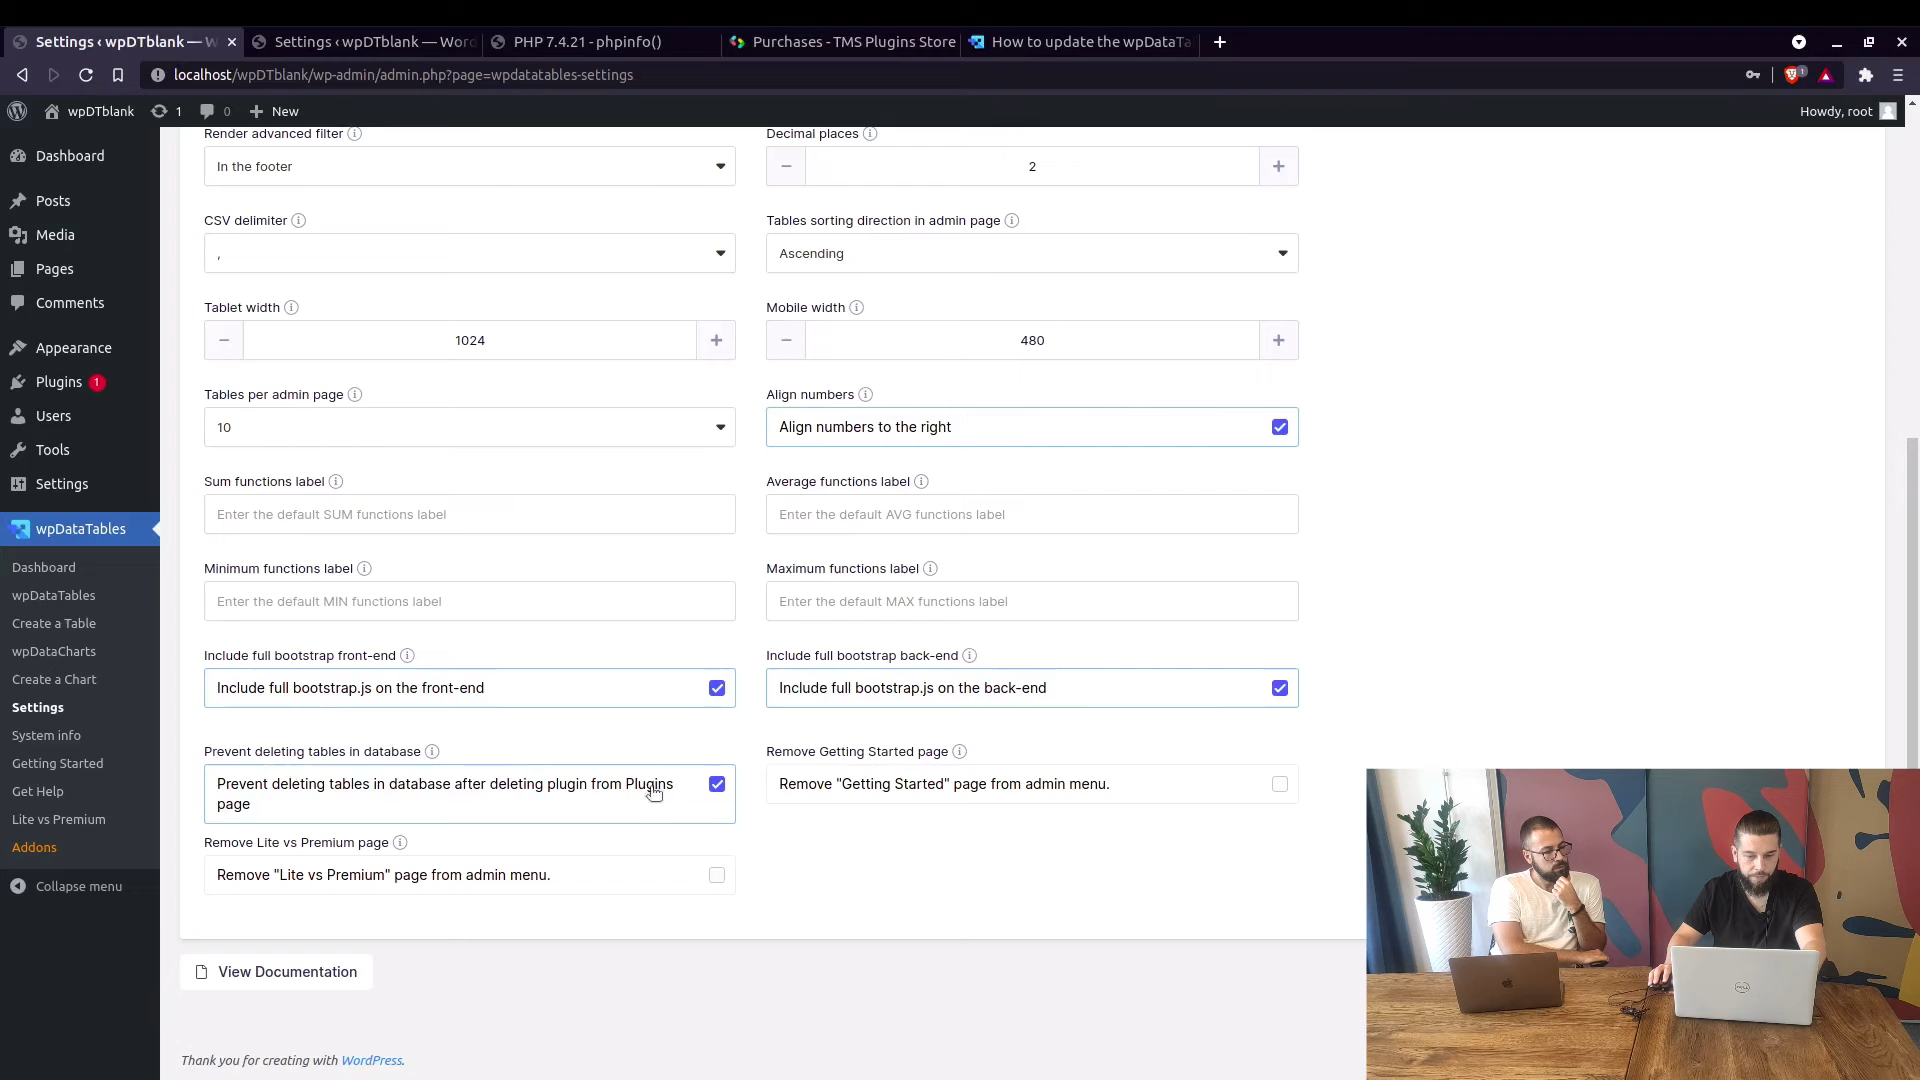 Settings ‹ wpDTblank — W
Settings ‹ wpDTblank — Word
PHP 7.4.21 - phpinfo()
Purchases - TMS Plugins Store
How to update the wpDataTa
localhost/wpDTblank/wp-admin/admin.php?page=wpdatatables-settings
1
wpDTblank
1
0
New
Howdy, root
Dashboard
Posts
Media
Pages
Comments
Appearance
Plugins 1
Users
Tools
Settings
wpDataTables
Dashboard
wpDataTables
Create a Table
wpDataCharts
Create a Chart
Settings
System info
Getting Started
Get Help
Lite vs Premium
Addons
Collapse menu
Render advanced filter
In the footer
Decimal places
2
CSV delimiter
,
Tables sorting direction in admin page
Ascending
Tablet width
1024
Mobile width
480
Tables per admin page
10
Align numbers
Align numbers to the right
Sum functions label
Enter the default SUM functions label
Average functions label
Enter the default AVG functions label
Minimum functions label
Enter the default MIN functions label
Maximum functions label
Enter the default MAX functions label
Include full bootstrap front-end
Include full bootstrap.js on the front-end
Include full bootstrap back-end
Include full bootstrap.js on the back-end
Prevent deleting tables in database
Prevent deleting tables in database after deleting plugin from Plugins
page
Remove Getting Started page
Remove "Getting Started" page from admin menu.
Remove Lite vs Premium page
Remove "Lite vs Premium" page from admin menu.
View Documentation
Thank you for creating with WordPress.
DELL